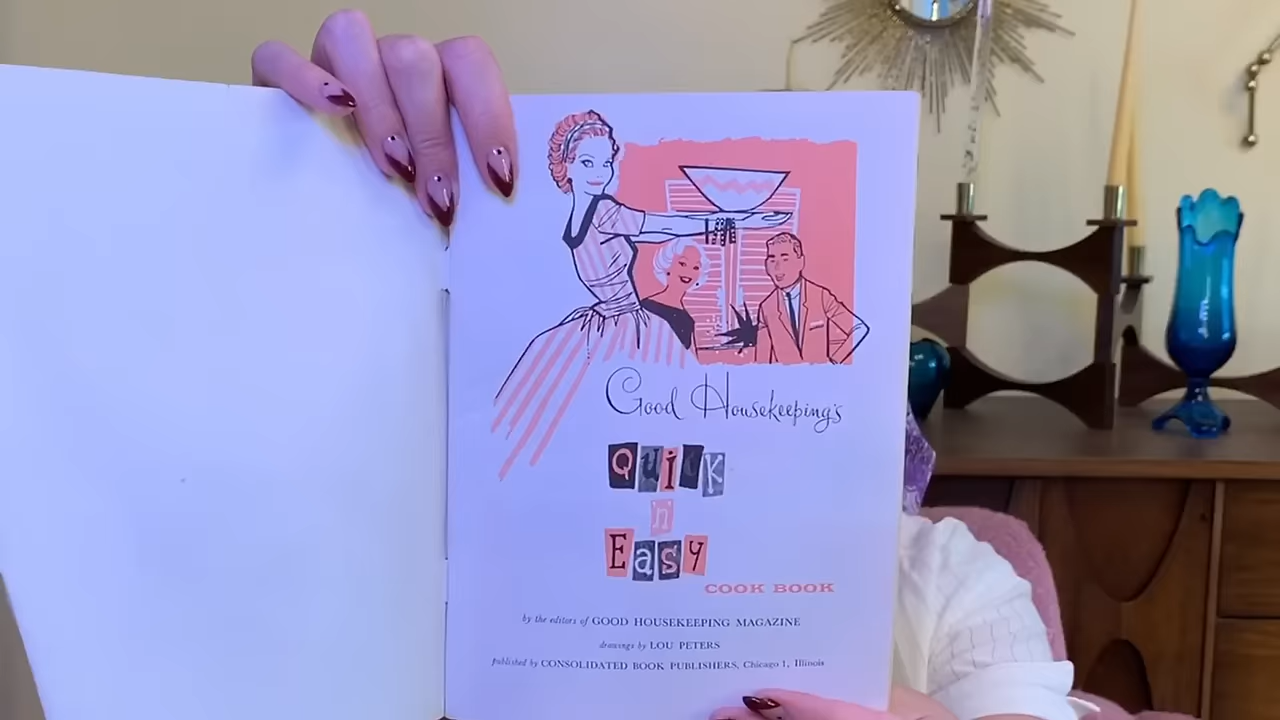 Good Housekeeping's
Quick
'n'
Easy
COOK BOOK
by the editors of GOOD HOUSEKEEPING MAGAZINE
drawings by LOU PETERS
published by CONSOLIDATED BOOK PUBLISHERS, Chicago 1, Illinois